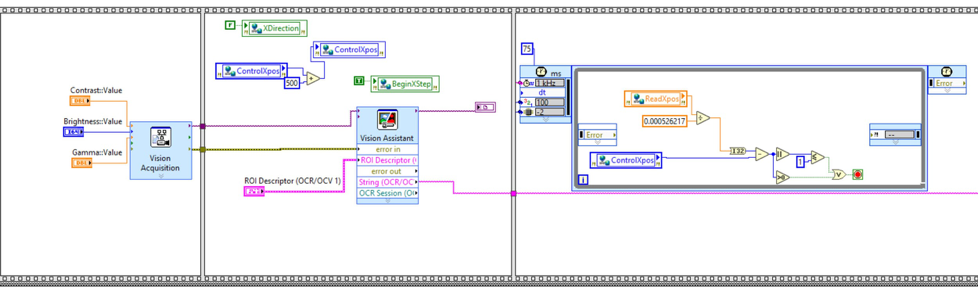 Contrast::Value
DBL
Brightness::Value
I64
Gamma::Value
DBL
Vision
Acquisition
F
XDirection
ControlXpos
ControlXpos
500
T
BeginXStep
Vision Assistant
error in
ROI Descriptor (
error out
String (OCR/OC
OCR Session (O
ROI Descriptor (OCR/OCV 1)
75
ms
1 kHz
dt
100
-2
Error
ReadXpos
0.000526217
ControlXpos
I32
1
i
--
Error